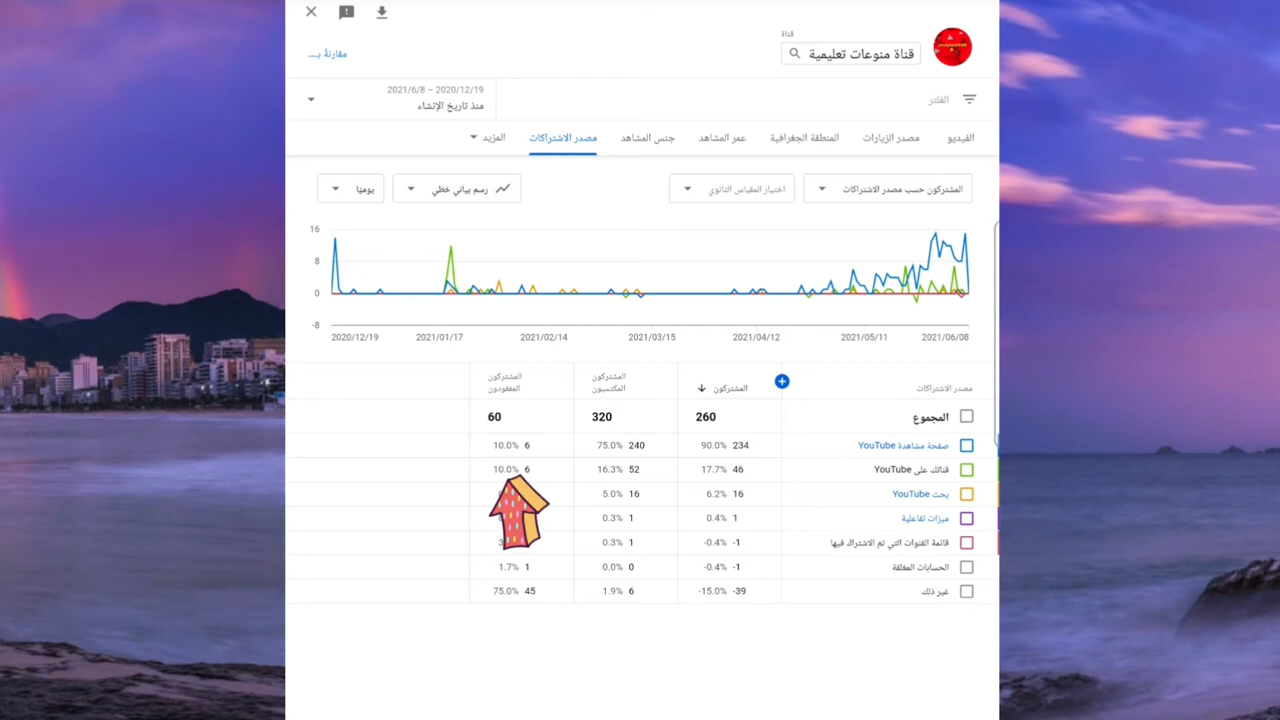 قناة
قناة منوعات تعليمية
مقارنةً بـ...
الفلتر
2020/12/19 – 2021/6/8
منذ تاريخ الإنشاء
الفيديو
مصدر الزيارات
المنطقة الجغرافية
عمر المشاهد
جنس المشاهد
مصدر الاشتراكات
المزيد
المشتركون حسب مصدر الاشتراكات
اختيار المقياس الثانوي
رسم بياني خطي
يوميًا
16
8
0
-8
2020/12/19 2021/01/17 2021/02/14 2021/03/15 2021/04/12 2021/05/11 2021/06/08
مصدر الاشتراكات
المشتركون
المشتركون المكتسبون
المشتركون المفقودون
المجموع 260 320 60
صفحة مشاهدة YouTube 234 90.0% 240 75.0% 6 10.0%
قناتك على YouTube 46 17.7% 52 16.3% 6 10.0%
بحث YouTube 16 6.2% 16 5.0%
ميزات تفاعلية 1 0.4% 1 0.3%
قائمة القنوات التي تم الاشتراك فيها -1 -0.4% 1 0.3%
الحسابات المغلقة -1 -0.4% 0 0.0% 1 1.7%
غير ذلك -39 -15.0% 6 1.9% 45 75.0%